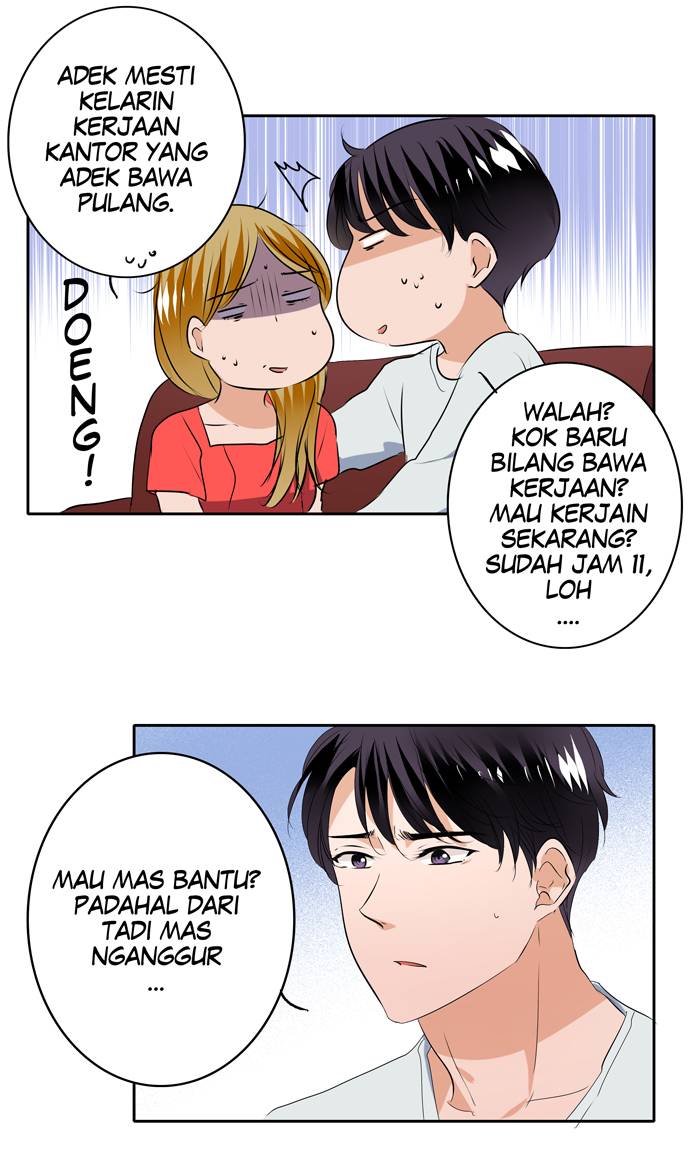 ADEK MESTI
KELARIN
KERJAAN
KANTOR YANG
ADEK BAWA
PULANG.
DOENG!
WALAH?
KOK BARU
BILANG BAWA
KERJAAN?
MAU KERJAIN
SEKARANG?
SUDAH JAM 11,
LOH
....
MAU MAS BANTU?
PADAHAL DARI
TADI MAS
NGANGGUR
...